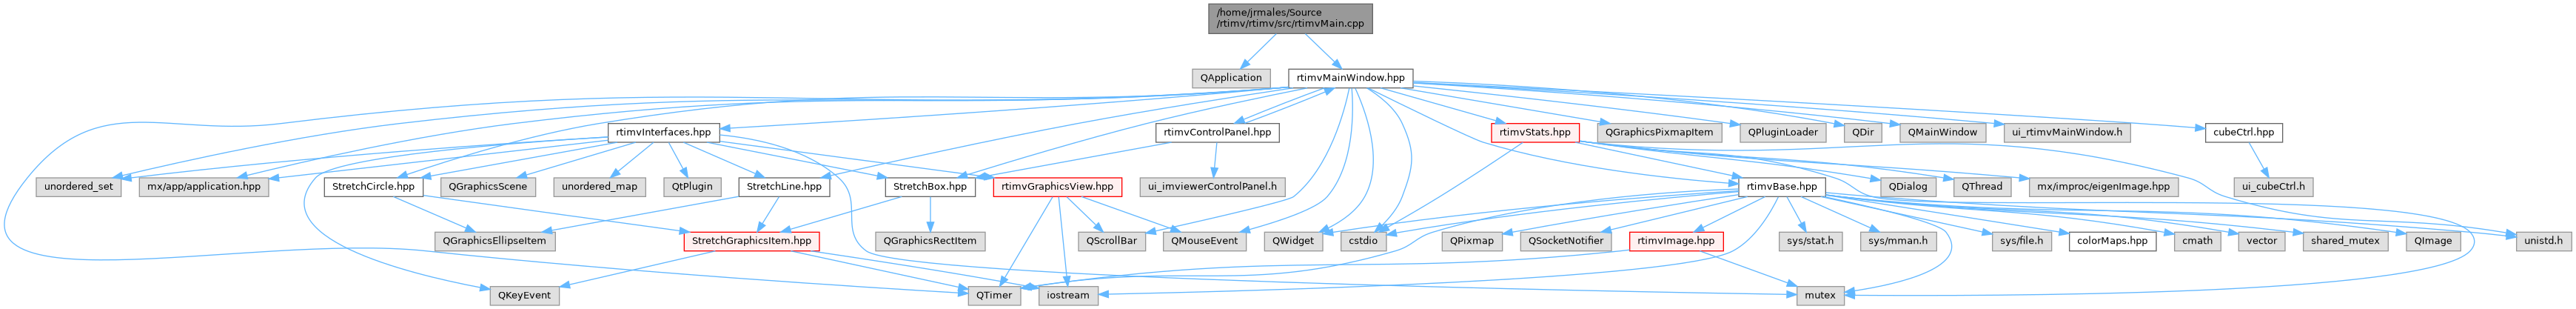 /home/jrmales/Source
/rtimv/rtimv/src/rtimvMain.cpp
QApplication
rtimvMainWindow.hpp
rtimvInterfaces.hpp
rtimvControlPanel.hpp
rtimvStats.hpp
QGraphicsPixmapItem
QPluginLoader
QDir
QMainWindow
ui_rtimvMainWindow.h
cubeCtrl.hpp
unordered_set
mx/app/application.hpp
StretchCircle.hpp
QGraphicsScene
unordered_map
QtPlugin
StretchLine.hpp
StretchBox.hpp
rtimvGraphicsView.hpp
ui_imviewerControlPanel.h
rtimvBase.hpp
QDialog
QThread
mx/improc/eigenImage.hpp
ui_cubeCtrl.h
QGraphicsEllipseItem
StretchGraphicsItem.hpp
QGraphicsRectItem
QScrollBar
QMouseEvent
QWidget
cstdio
QPixmap
QSocketNotifier
rtimvImage.hpp
sys/stat.h
sys/mman.h
sys/file.h
colorMaps.hpp
cmath
vector
shared_mutex
QImage
unistd.h
QKeyEvent
QTimer
iostream
mutex